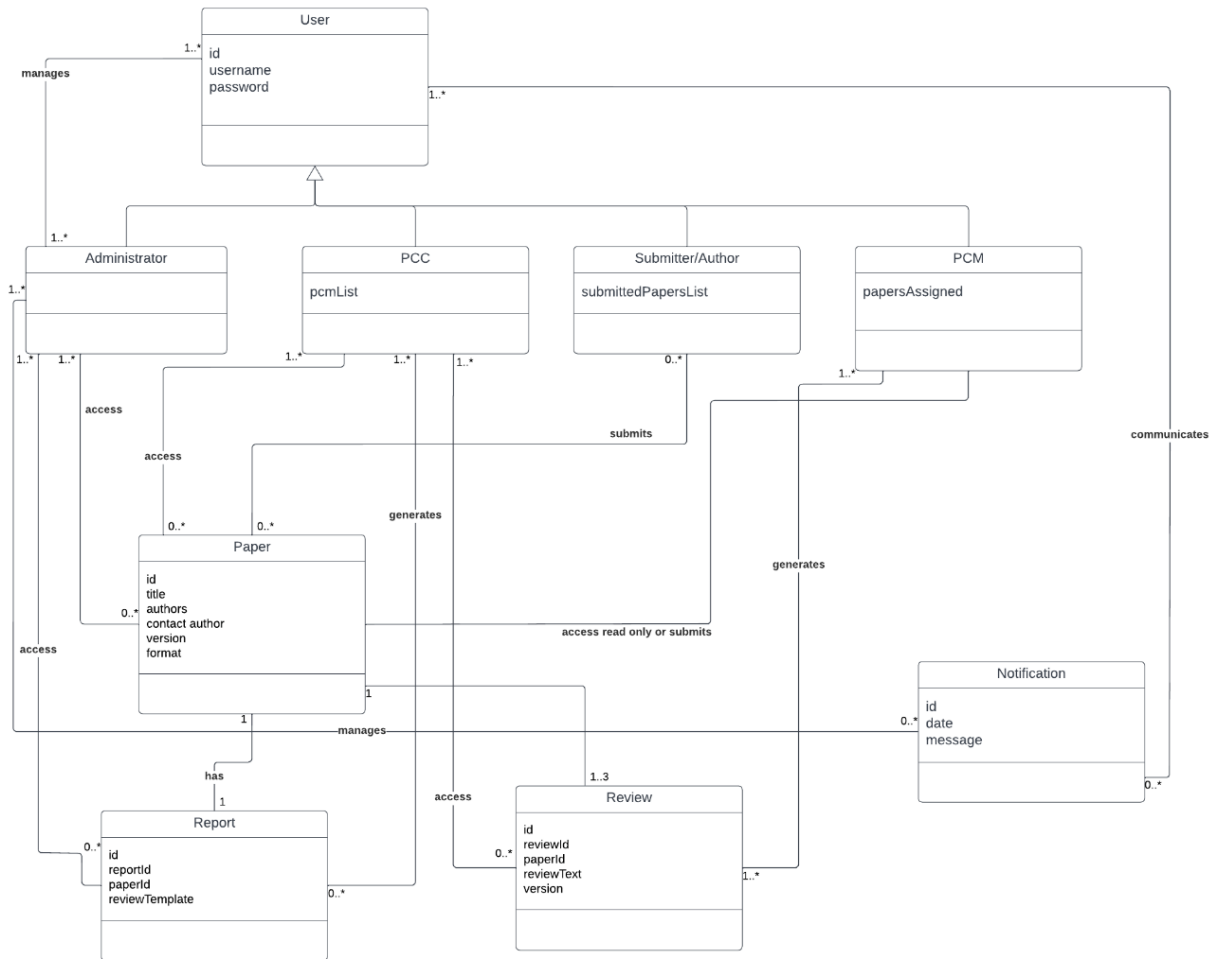 User
1..*
id
username
password
manages
1..*
1..*
Administrator
PCC
Submitter/Author
PCM
pcmList
submittedPapersList
papersAssigned
1..*
1..*
1..*
1..*
1..*
1..*
0..*
1..*
access
submits
communicates
access
0..*
0..*
generates
Paper
generates
id
title
authors
contact author
version
format
0..*
access read only or submits
access
Notification
1
1
id
date
message
0..*
manages
has
1..3
0..*
1
access
Review
Report
id
reviewId
paperId
reviewText
version
0..*
0..*
id
reportId
paperId
reviewTemplate
1..*
0..*